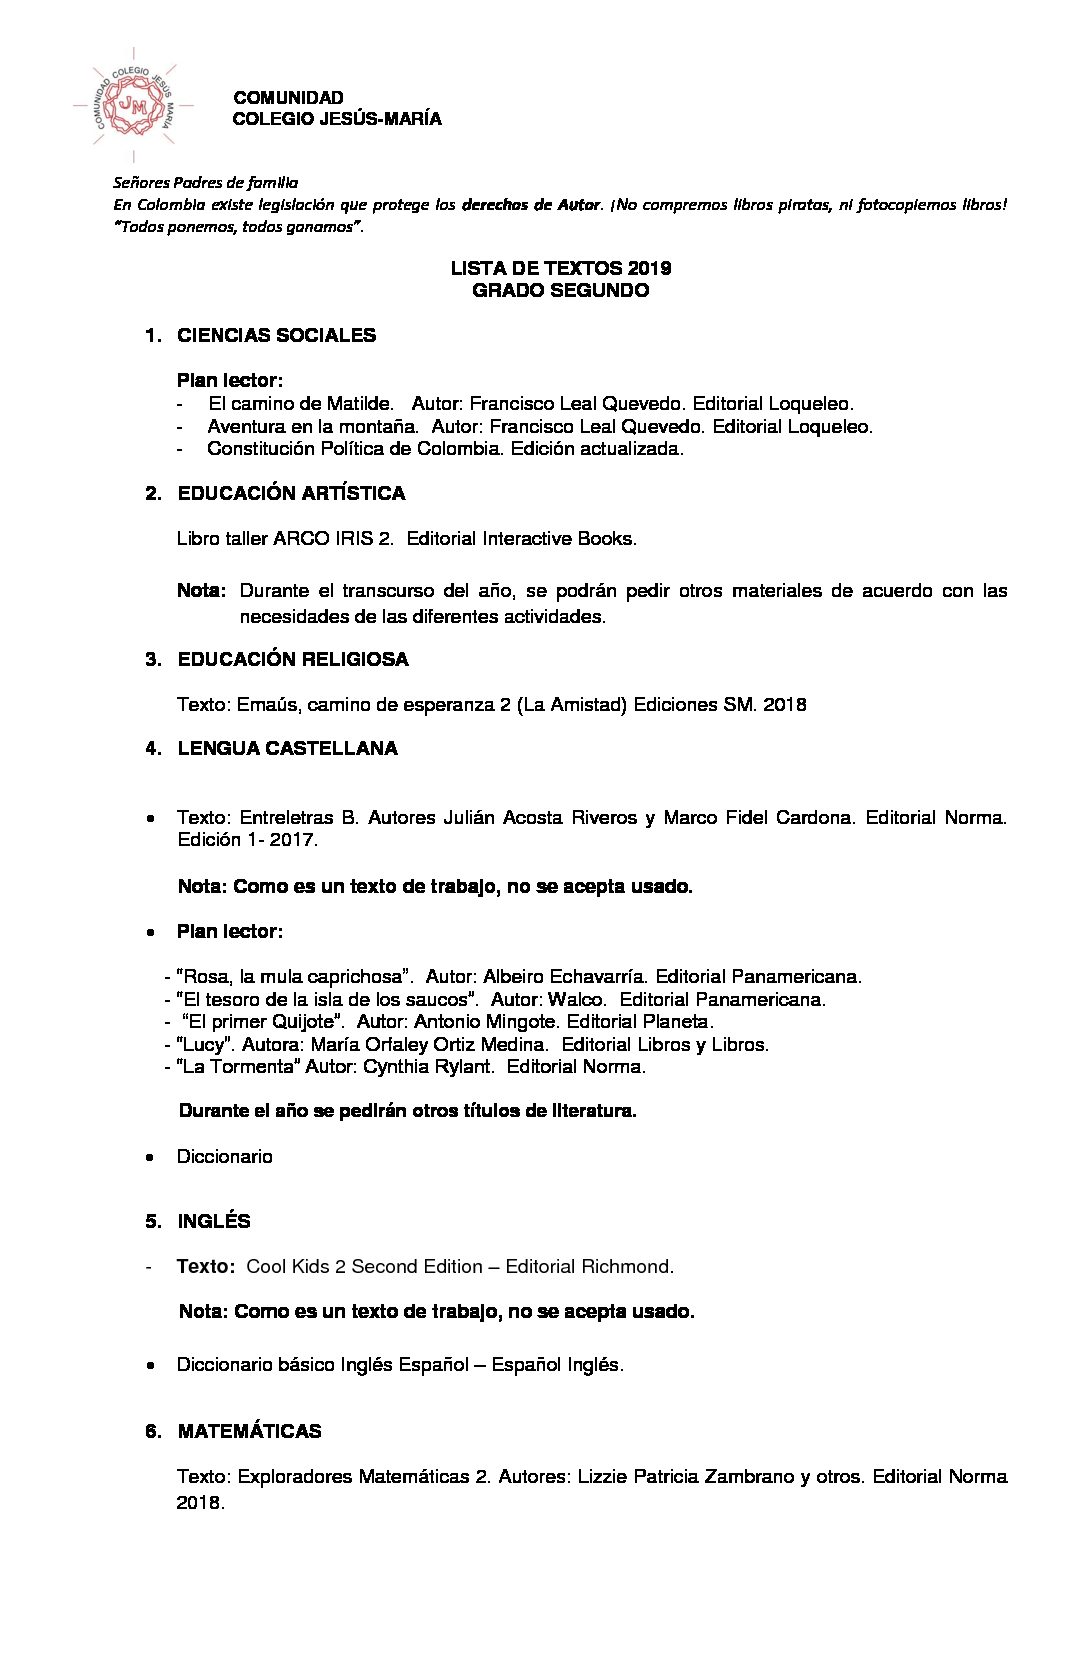 COMUNIDAD COLEGIO JESÚS MARÍA
JM
COMUNIDAD
COLEGIO JESÚS-MARÍA
Señores Padres de familia
En Colombia existe legislación que protege los derechos de Autor. ¡No compremos libros piratas, ni fotocopiemos libros!
"Todos ponemos, todos ganamos".
LISTA DE TEXTOS 2019
GRADO SEGUNDO
1. CIENCIAS SOCIALES
Plan lector:
- El camino de Matilde. Autor: Francisco Leal Quevedo. Editorial Loqueleo.
- Aventura en la montaña. Autor: Francisco Leal Quevedo. Editorial Loqueleo.
- Constitución Política de Colombia. Edición actualizada.
2. EDUCACIÓN ARTÍSTICA
Libro taller ARCO IRIS 2. Editorial Interactive Books.
Nota: Durante el transcurso del año, se podrán pedir otros materiales de acuerdo con las
necesidades de las diferentes actividades.
3. EDUCACIÓN RELIGIOSA
Texto: Emaús, camino de esperanza 2 (La Amistad) Ediciones SM. 2018
4. LENGUA CASTELLANA
• Texto: Entreletras B. Autores Julián Acosta Riveros y Marco Fidel Cardona. Editorial Norma.
Edición 1- 2017.
Nota: Como es un texto de trabajo, no se acepta usado.
• Plan lector:
- "Rosa, la mula caprichosa". Autor: Albeiro Echavarría. Editorial Panamericana.
- "El tesoro de la isla de los saucos". Autor: Walco. Editorial Panamericana.
- "El primer Quijote". Autor: Antonio Mingote. Editorial Planeta.
- "Lucy". Autora: María Orfaley Ortiz Medina. Editorial Libros y Libros.
- "La Tormenta" Autor: Cynthia Rylant. Editorial Norma.
Durante el año se pedirán otros títulos de literatura.
• Diccionario
5. INGLÉS
- Texto: Cool Kids 2 Second Edition – Editorial Richmond.
Nota: Como es un texto de trabajo, no se acepta usado.
• Diccionario básico Inglés Español – Español Inglés.
6. MATEMÁTICAS
Texto: Exploradores Matemáticas 2. Autores: Lizzie Patricia Zambrano y otros. Editorial Norma
2018.